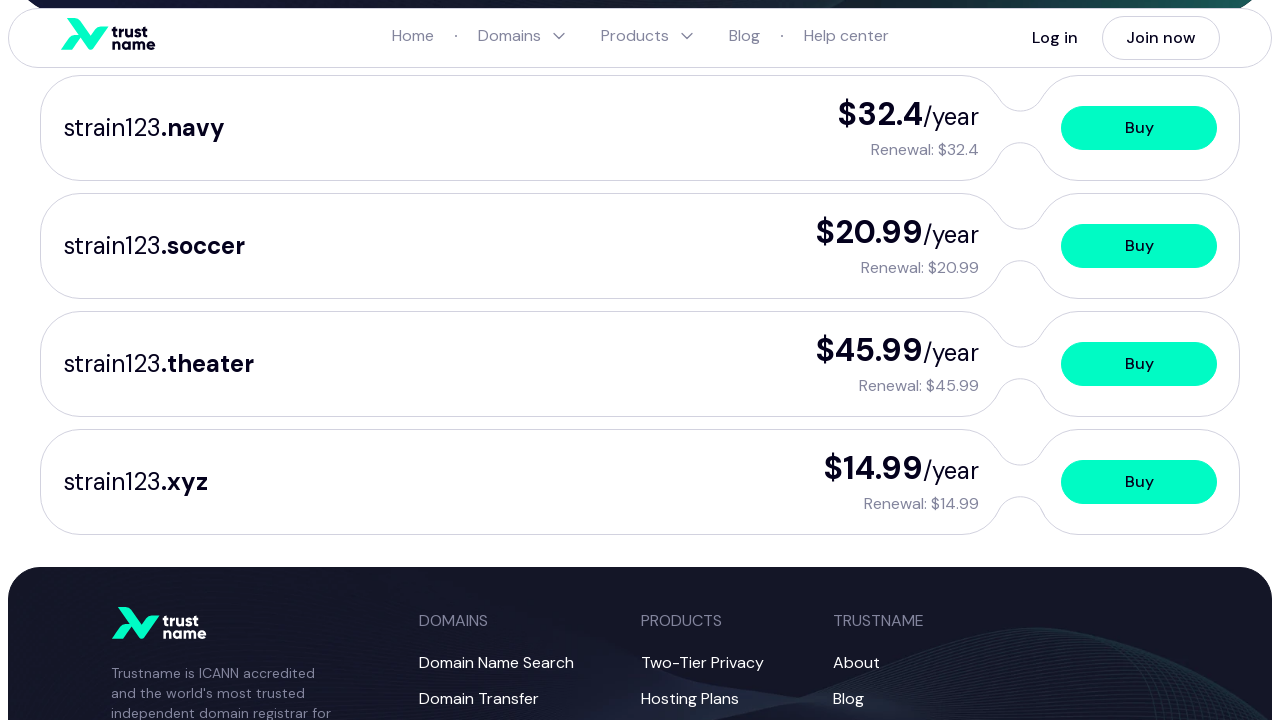 trust
name
Home · Domains Products Blog · Help center
Log in
Join now
strain123.navy
$32.4/year
Renewal: $32.4
Buy
strain123.soccer
$20.99/year
Renewal: $20.99
Buy
strain123.theater
$45.99/year
Renewal: $45.99
Buy
strain123.xyz
$14.99/year
Renewal: $14.99
Buy
trust
name
Trustname is ICANN accredited
and the world's most trusted
independent domain registrar for
DOMAINS
Domain Name Search
Domain Transfer
PRODUCTS
Two-Tier Privacy
Hosting Plans
TRUSTNAME
About
Blog